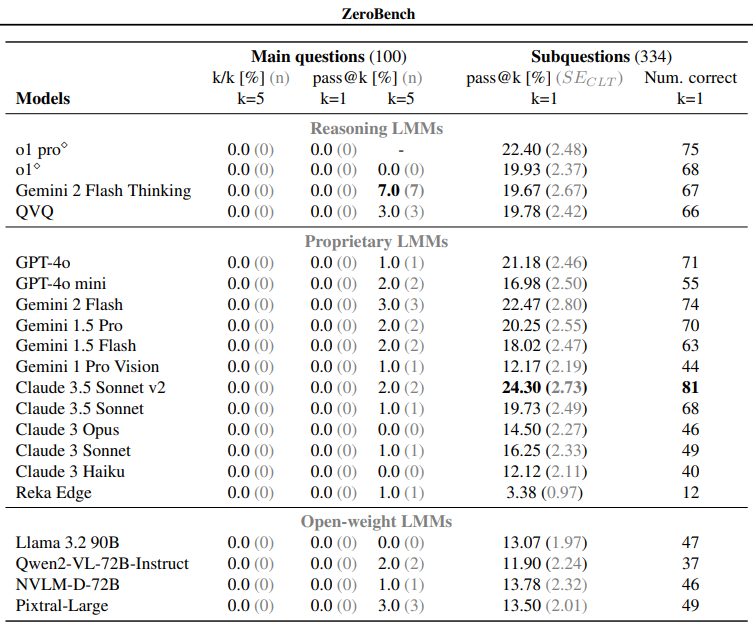 ZeroBench
Main questions (100) Subquestions (334)
k/k [%] (n) pass@k [%] (n) pass@k [%] (SE_CLT) Num. correct
Models k=5 k=1 k=5 k=1 k=1
Reasoning LMMs
o1 pro⋄ 0.0 (0) 0.0 (0) - 22.40 (2.48) 75
o1⋄ 0.0 (0) 0.0 (0) 0.0 (0) 19.93 (2.37) 68
Gemini 2 Flash Thinking 0.0 (0) 0.0 (0) 7.0 (7) 19.67 (2.67) 67
QVQ 0.0 (0) 0.0 (0) 3.0 (3) 19.78 (2.42) 66
Proprietary LMMs
GPT-4o 0.0 (0) 0.0 (0) 1.0 (1) 21.18 (2.46) 71
GPT-4o mini 0.0 (0) 0.0 (0) 2.0 (2) 16.98 (2.50) 55
Gemini 2 Flash 0.0 (0) 0.0 (0) 3.0 (3) 22.47 (2.80) 74
Gemini 1.5 Pro 0.0 (0) 0.0 (0) 2.0 (2) 20.25 (2.55) 70
Gemini 1.5 Flash 0.0 (0) 0.0 (0) 2.0 (2) 18.02 (2.47) 63
Gemini 1 Pro Vision 0.0 (0) 0.0 (0) 1.0 (1) 12.17 (2.19) 44
Claude 3.5 Sonnet v2 0.0 (0) 0.0 (0) 2.0 (2) 24.30 (2.73) 81
Claude 3.5 Sonnet 0.0 (0) 0.0 (0) 1.0 (1) 19.73 (2.49) 68
Claude 3 Opus 0.0 (0) 0.0 (0) 0.0 (0) 14.50 (2.27) 46
Claude 3 Sonnet 0.0 (0) 0.0 (0) 1.0 (1) 16.25 (2.33) 49
Claude 3 Haiku 0.0 (0) 0.0 (0) 0.0 (0) 12.12 (2.11) 40
Reka Edge 0.0 (0) 0.0 (0) 1.0 (1) 3.38 (0.97) 12
Open-weight LMMs
Llama 3.2 90B 0.0 (0) 0.0 (0) 0.0 (0) 13.07 (1.97) 47
Qwen2-VL-72B-Instruct 0.0 (0) 0.0 (0) 2.0 (2) 11.90 (2.24) 37
NVLM-D-72B 0.0 (0) 0.0 (0) 1.0 (1) 13.78 (2.32) 46
Pixtral-Large 0.0 (0) 0.0 (0) 3.0 (3) 13.50 (2.01) 49